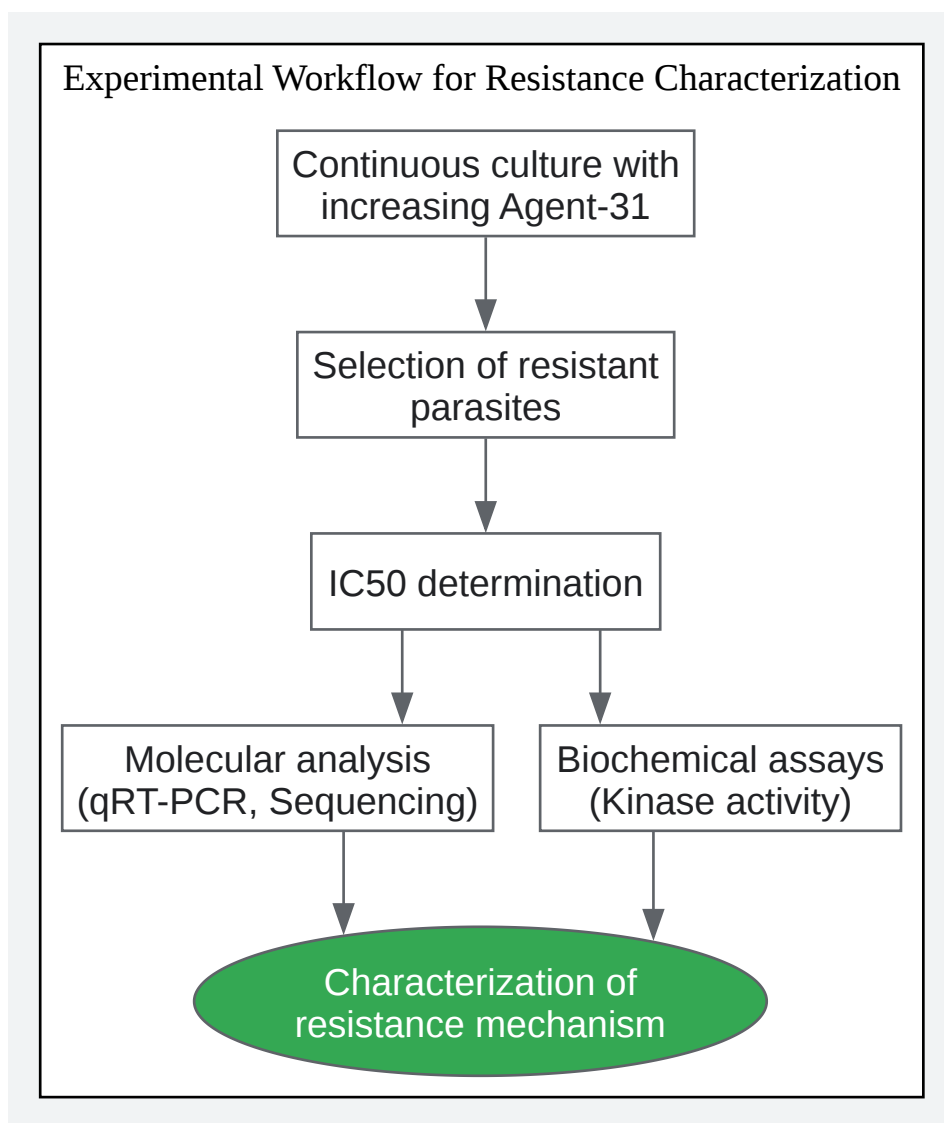 Experimental Workflow for Resistance Characterization
Continuous culture with
increasing Agent-31
Selection of resistant
parasites
IC50 determination
Molecular analysis
(qRT-PCR, Sequencing)
Biochemical assays
(Kinase activity)
Characterization of
resistance mechanism